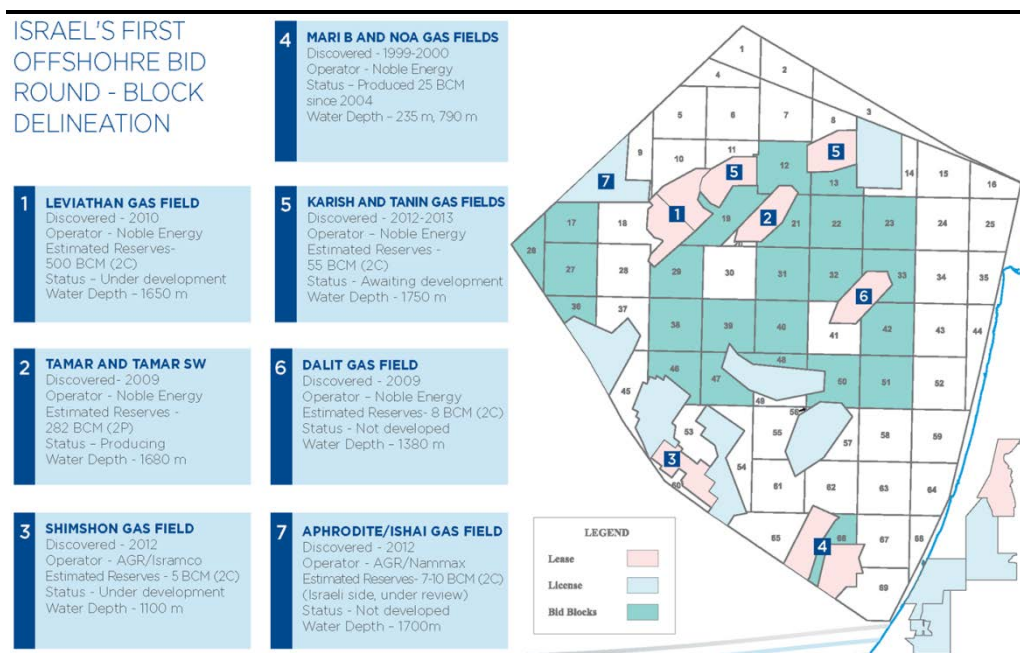 ISRAEL'S FIRST
OFFSHOHRE BID
ROUND - BLOCK
DELINEATION
4
MARI B AND NOA GAS FIELDS
Discovered - 1999-2000
Operator - Noble Energy
Status – Produced 25 BCM
since 2004
Water Depth – 235 m, 790 m
1
LEVIATHAN GAS FIELD
Discovered - 2010
Operator - Noble Energy
Estimated Reserves-
500 BCM (2C)
Status – Under development
Water Depth - 1650 m
5
KARISH AND TANIN GAS FIELDS
Discovered - 2012-2013
Operator – Noble Energy
Estimated Reserves -
55 BCM (2C)
Status - Awaiting development
Water Depth - 1750 m
2
TAMAR AND TAMAR SW
Discovered- 2009
Operator - Noble Energy
Estimated Reserves -
282 BCM (2P)
Status – Producing
Water Depth - 1680 m
6
DALIT GAS FIELD
Discovered - 2009
Operator – Noble Energy
Estimated Reserves- 8 BCM (2C)
Status - Not developed
Water Depth - 1380 m
3
SHIMSHON GAS FIELD
Discovered - 2012
Operator - AGR/Isramco
Estimated Reserves - 5 BCM (2C)
Status - Under development
Water Depth - 1100 m
7
APHRODITE/ISHAI GAS FIELD
Discovered - 2012
Operator - AGR/Nammax
Estimated Reserves- 7-10 BCM (2C)
(Israeli side, under review)
Status - Not developed
Water Depth - 1700m
1
2
4
3
5 6 7 8
9 10 11 12 5 13 14 15 16
7 5
17 18 1 19 2 21 22 23 24 25
26 27 28 29 30 31 32 33 34 35
6
36 37 38 39 40 41 42 43 44
45 46 47 48 50 51 52
49 56
53 54 55 57 58 59
3
60 61 62 63 64
65 4 66 67 68
69
LEGEND
Lease
License
Bid Blocks